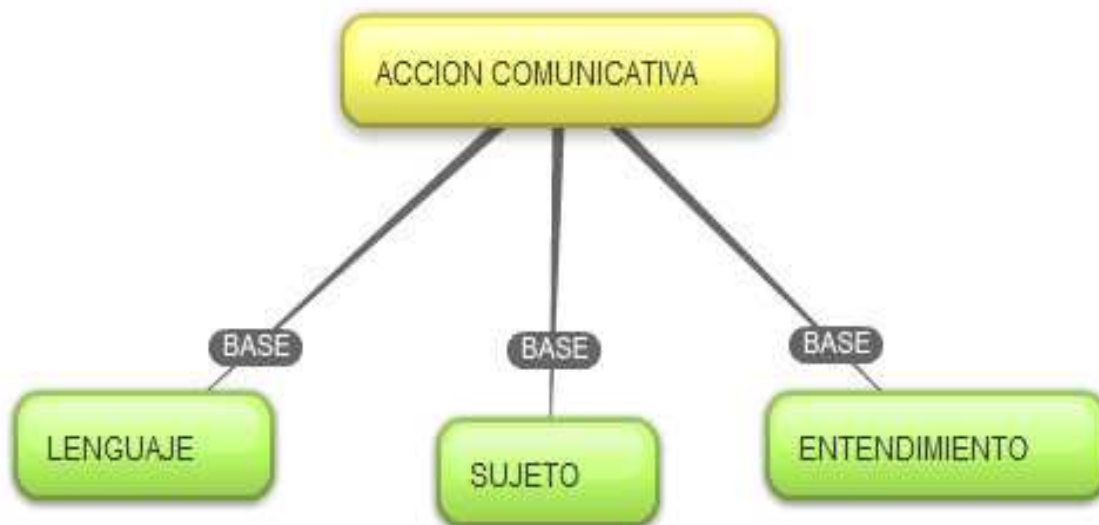 ACCION COMUNICATIVA
BASE
BASE
BASE
LENGUAJE
SUJETO
ENTENDIMIENTO